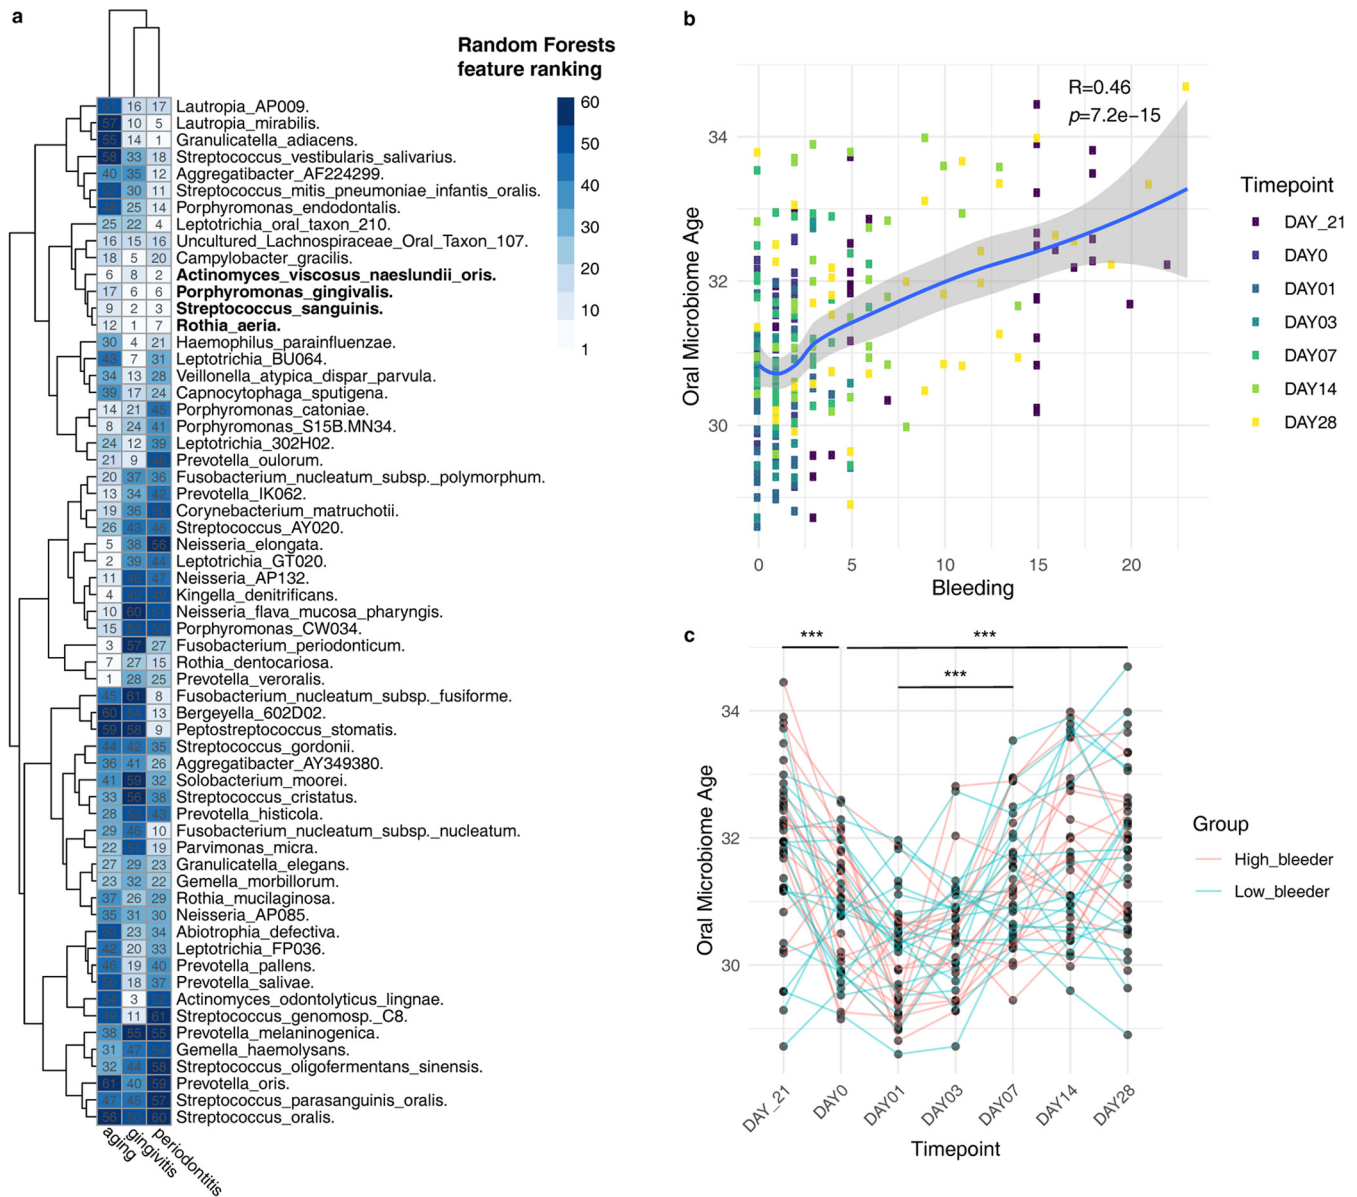 a
Random Forests
feature ranking
60
50
40
30
20
10
1
16 17 Lautropia_AP009.
57 10 5 Lautropia_mirabilis.
55 14 1 Granulicatella_adiacens.
58 33 18 Streptococcus_vestibularis_salivarius.
40 35 12 Aggregatibacter_AF224299.
30 11 Streptococcus_mitis_pneumoniae_infantis_oralis.
25 14 Porphyromonas_endodontalis.
25 22 4 Leptotrichia_oral_taxon_210.
16 15 16 Uncultured_Lachnospiraceae_Oral_Taxon_107.
18 5 20 Campylobacter_gracilis.
6 8 2 Actinomyces_viscosus_naeslundii_oris.
17 6 6 Porphyromonas_gingivalis.
9 2 3 Streptococcus_sanguinis.
12 1 7 Rothia_aeria.
30 4 21 Haemophilus_parainfluenzae.
43 7 31 Leptotrichia_BU064.
34 13 28 Veillonella_atypica_dispar_parvula.
39 17 24 Capnocytophaga_sputigena.
14 21 45 Porphyromonas_catoniae.
8 24 41 Porphyromonas_S15B.MN34.
24 12 39 Leptotrichia_302H02.
21 9 Prevotella_oulorum.
20 37 36 Fusobacterium_nucleatum_subsp._polymorphum.
13 34 42 Prevotella_IK062.
19 36 Corynebacterium_matruchotii.
26 43 46 Streptococcus_AY020.
5 38 56 Neisseria_elongata.
2 39 44 Leptotrichia_GT020.
11 47 Neisseria_AP132.
4 Kingella_denitrificans.
10 60 51 Neisseria_flava_mucosa_pharyngis.
15 Porphyromonas_CW034.
3 57 27 Fusobacterium_periodonticum.
7 27 15 Rothia_dentocariosa.
1 28 25 Prevotella_veroralis.
45 61 8 Fusobacterium_nucleatum_subsp._fusiforme.
60 13 Bergeyella_602D02.
59 58 9 Peptostreptococcus_stomatis.
44 42 35 Streptococcus_gordonii.
36 41 26 Aggregatibacter_AY349380.
41 59 32 Solobacterium_moorei.
33 56 38 Streptococcus_cristatus.
28 43 Prevotella_histicola.
29 46 10 Fusobacterium_nucleatum_subsp._nucleatum.
22 51 19 Parvimonas_micra.
27 29 23 Granulicatella_elegans.
23 32 22 Gemella_morbillorum.
37 26 29 Rothia_mucilaginosa.
35 31 30 Neisseria_AP085.
23 34 Abiotrophia_defectiva.
42 20 33 Leptotrichia_FP036.
46 19 40 Prevotella_pallens.
18 37 Prevotella_salivae.
3 Actinomyces_odontolyticus_lingnae.
11 61 Streptococcus_genomosp._C8.
38 55 55 Prevotella_melaninogenica.
31 47 Gemella_haemolysans.
32 44 58 Streptococcus_oligofermentans_sinensis.
61 40 59 Prevotella_oris.
47 45 57 Streptococcus_parasanguinis_oralis.
56 60 Streptococcus_oralis.
aging
gingivitis
periodontitis
b
R=0.46
p=7.2e−15
34
32
30
Oral Microbiome Age
0 5 10 15 20
Bleeding
Timepoint
DAY_21
DAY0
DAY01
DAY03
DAY07
DAY14
DAY28
c
*** ***
***
34
32
30
Oral Microbiome Age
DAY_21 DAY0 DAY01 DAY03 DAY07 DAY14 DAY28
Timepoint
Group
High_bleeder
Low_bleeder